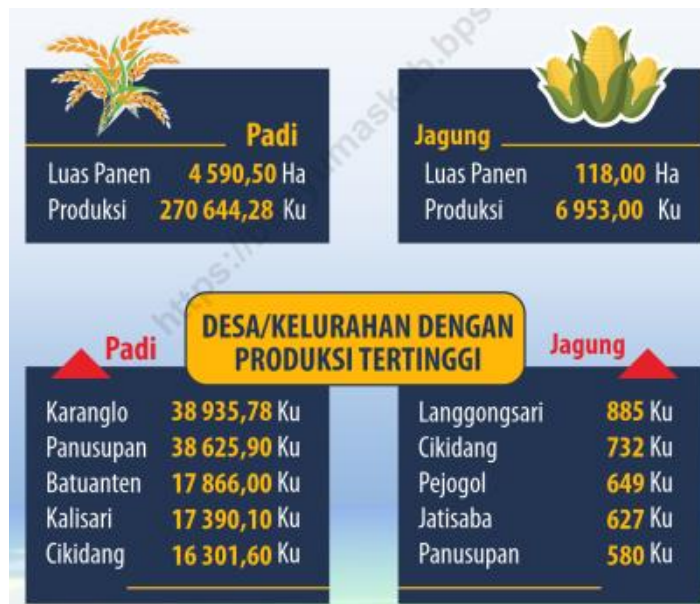 Padi
Luas Panen 4 590,50 Ha
Produksi 270 644,28 Ku
Jagung
Luas Panen 118,00 Ha
Produksi 6 953,00 Ku
DESA/KELURAHAN DENGAN
PRODUKSI TERTINGGI
Padi
Karanglo 38 935,78 Ku
Panusupan 38 625,90 Ku
Batuanten 17 866,00 Ku
Kalisari 17 390,10 Ku
Cikidang 16 301,60 Ku
Jagung
Langgongsari 885 Ku
Cikidang 732 Ku
Pejogol 649 Ku
Jatisaba 627 Ku
Panusupan 580 Ku